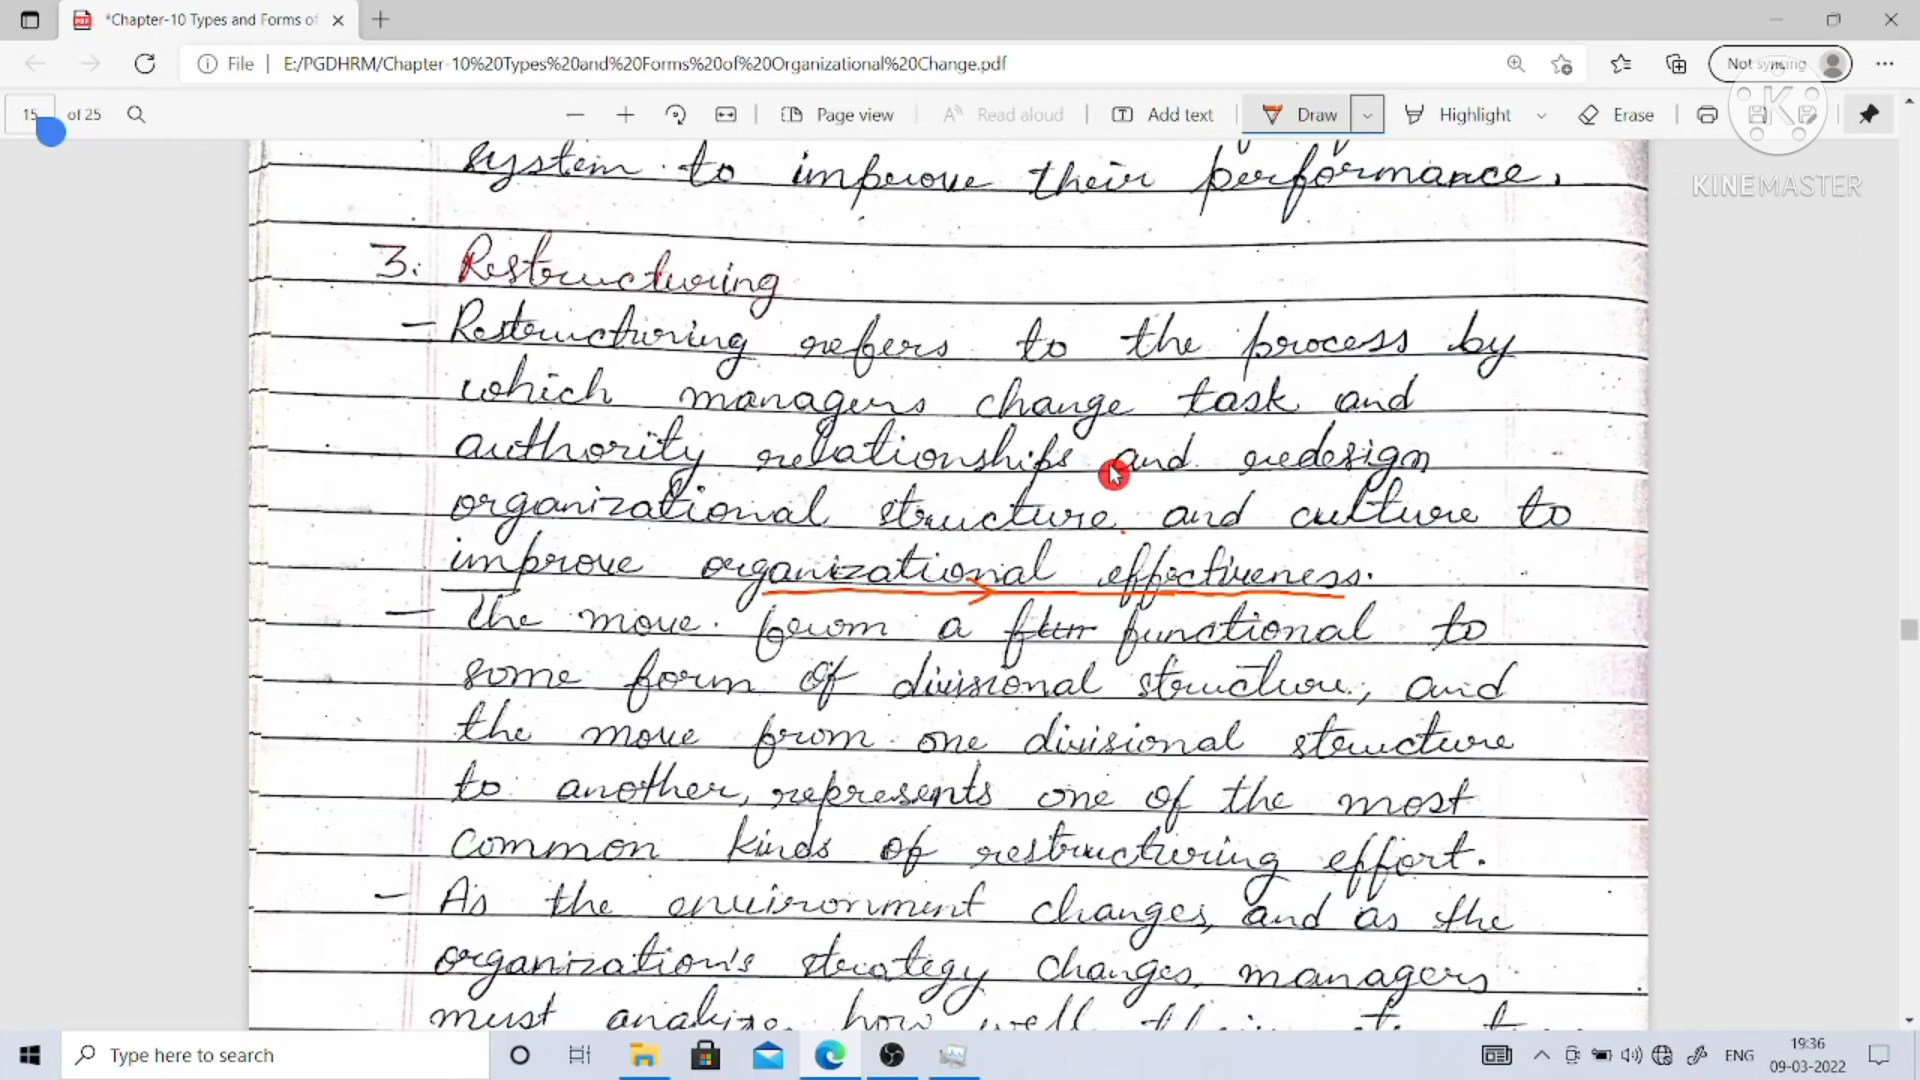 *Chapter-10 Types and Forms of
File
E:/PGDHRM/Chapter-10%20Types%20and%20Forms%20of%20Organizational%20Change.pdf
Not syncing
15 of 25
Page view
Read aloud
Add text
Draw
Highlight
Erase
K
KINEMASTER
system to improve their performance.
3. Restructuring
- Restructuring refers to the process by
which managers change task and
authority relationships and redesign
organizational structure and culture to
improve organizational effectiveness.
- The move from a functional to
some form of divisional structure, and
the move from one divisional structure
to another, represents one of the most
common kinds of restructuring effort.
- As the environment changes, and as the
organization's strategy changes, managers
must analize how well their
Type here to search
ENG
19:36
09-03-2022